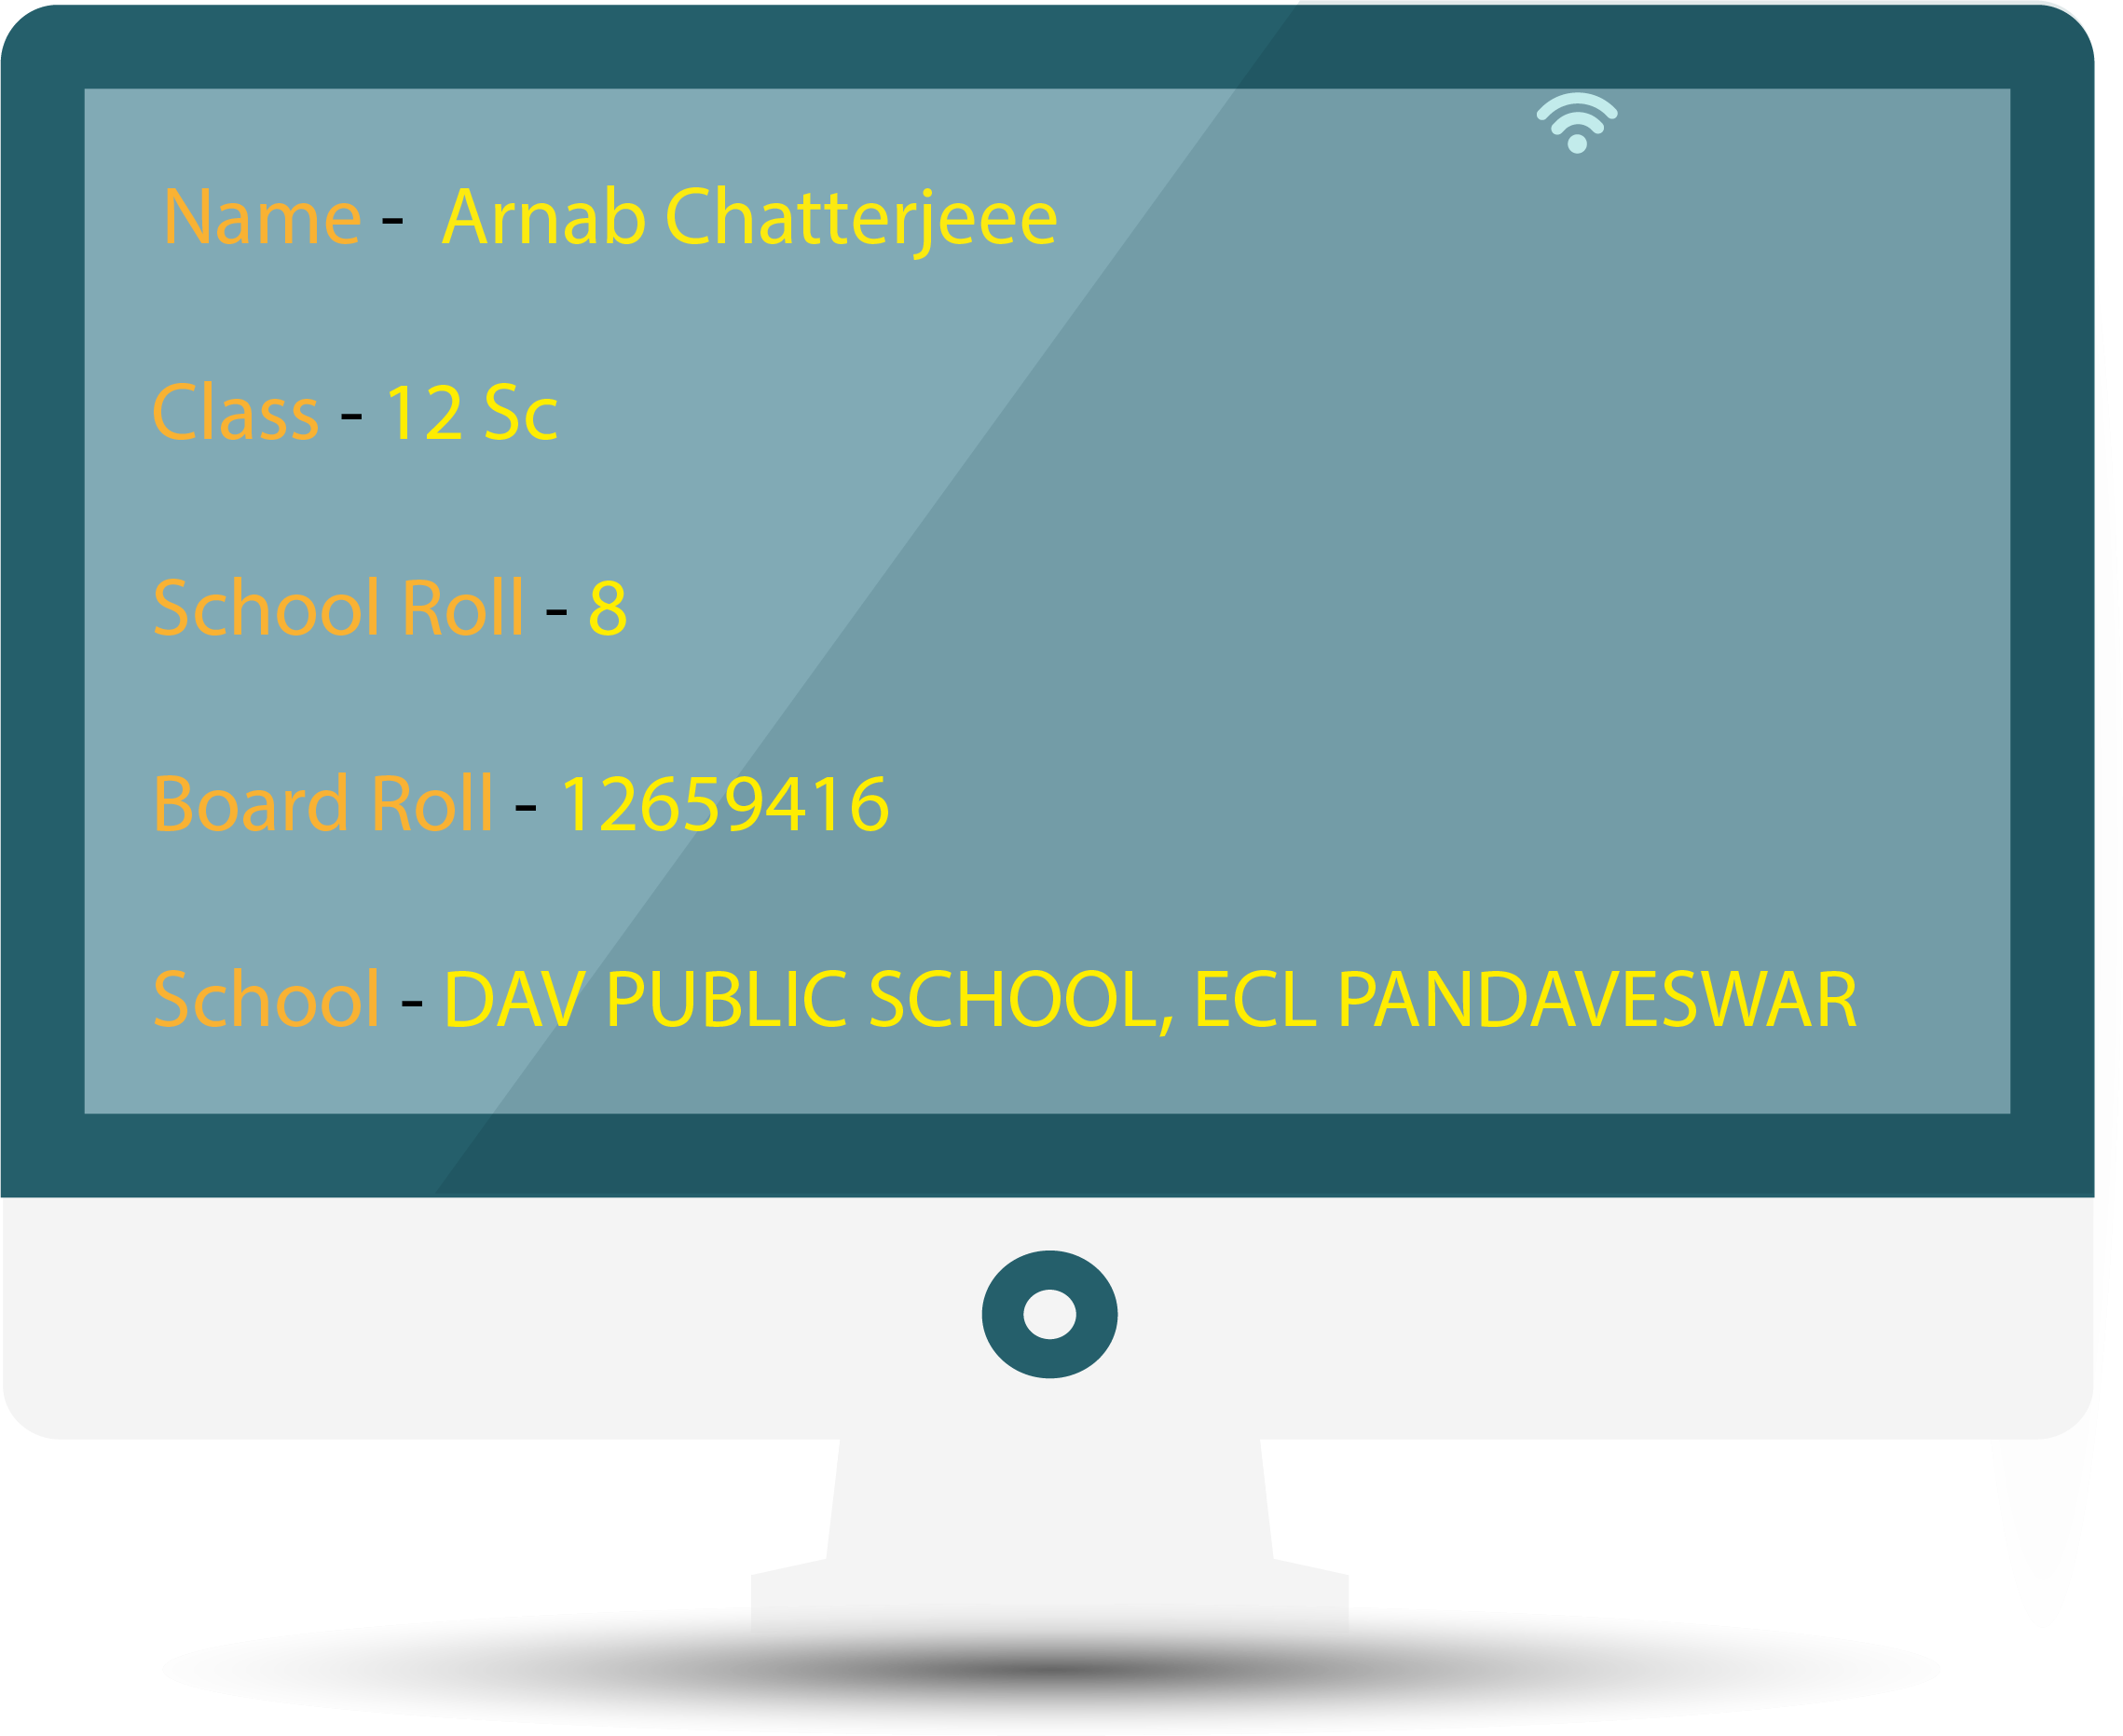 Name - Arnab Chatterjeee
Class - 12 Sc
School Roll - 8
Board Roll - 12659416
School - DAV PUBLIC SCHOOL, ECL PANDAVESWAR